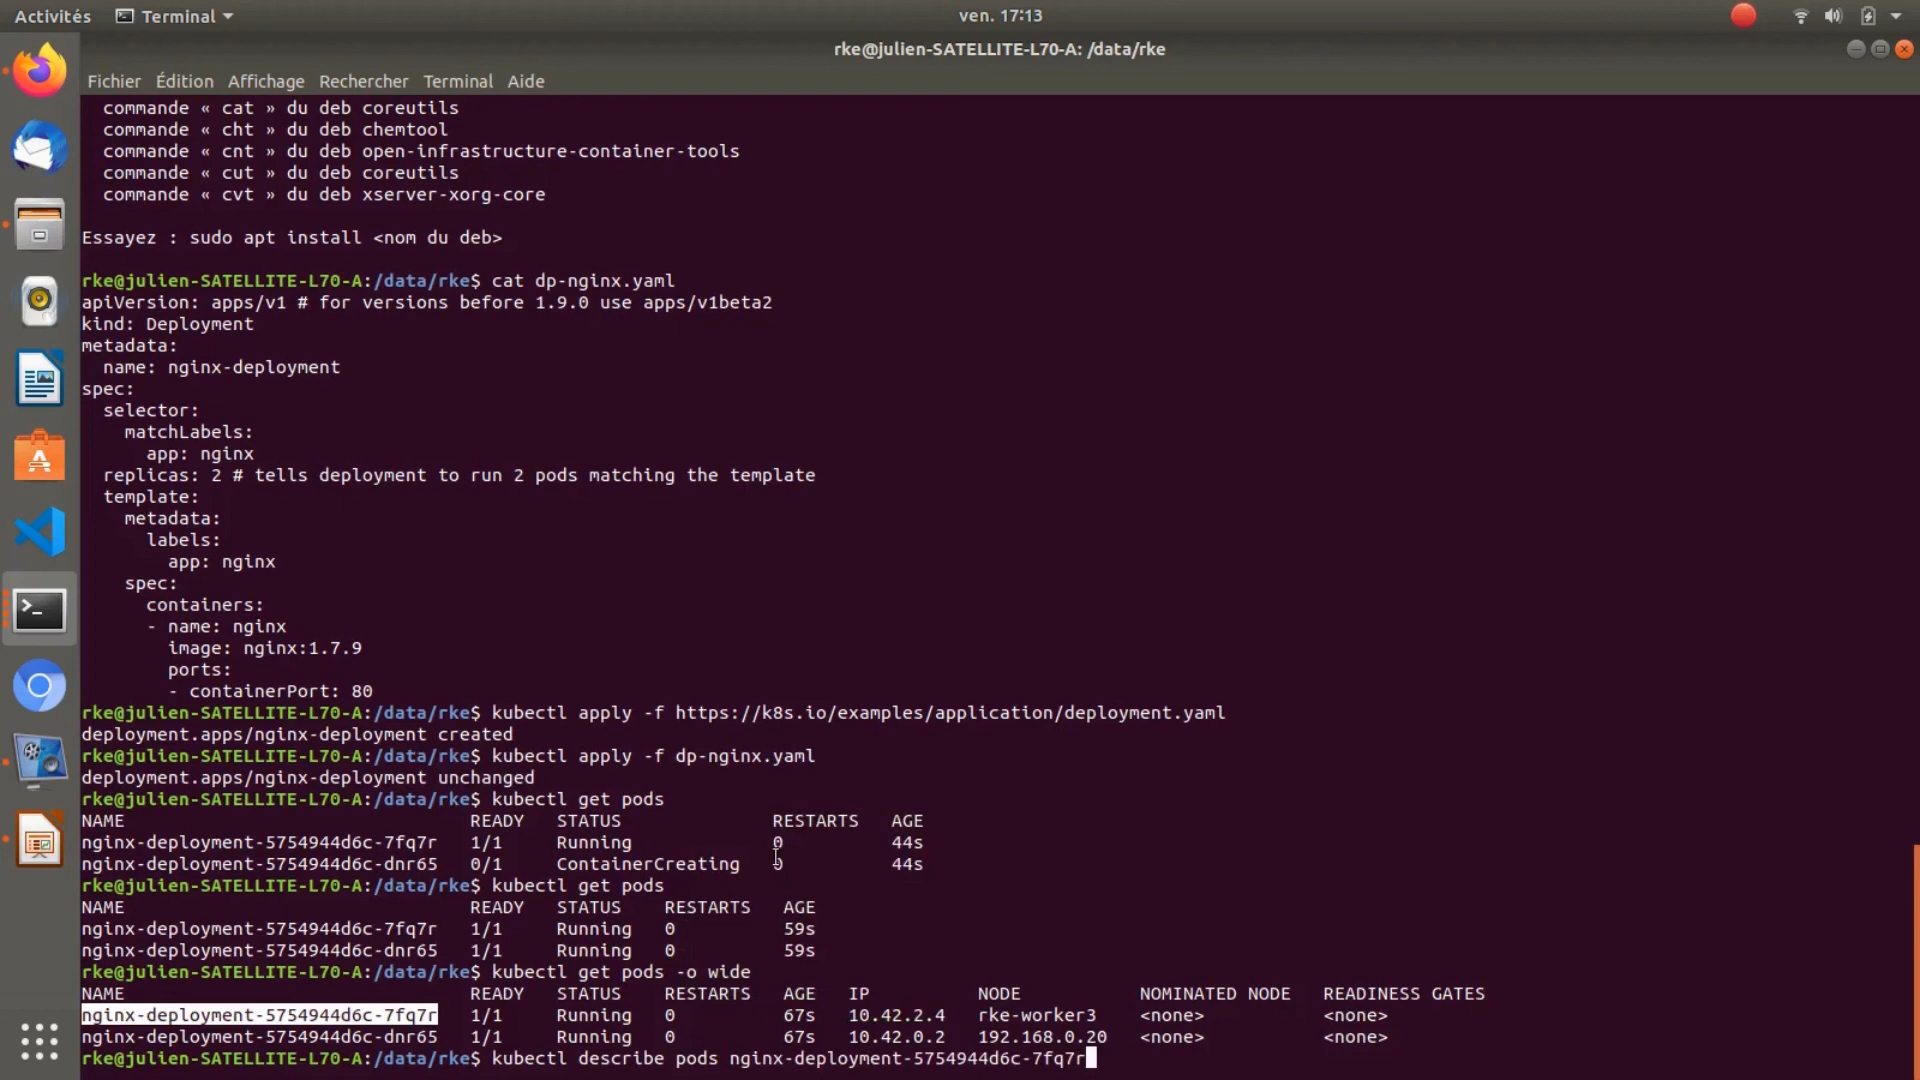 Activités Terminal ven. 17:13
rke@julien-SATELLITE-L70-A: /data/rke
Fichier Édition Affichage Rechercher Terminal Aide
commande « cat » du deb coreutils
commande « cht » du deb chemtool
commande « cnt » du deb open-infrastructure-container-tools
commande « cut » du deb coreutils
commande « cvt » du deb xserver-xorg-core
Essayez : sudo apt install <nom du deb>
rke@julien-SATELLITE-L70-A:/data/rke$ cat dp-nginx.yaml
apiVersion: apps/v1 # for versions before 1.9.0 use apps/v1beta2
kind: Deployment
metadata:
  name: nginx-deployment
spec:
  selector:
    matchLabels:
      app: nginx
  replicas: 2 # tells deployment to run 2 pods matching the template
  template:
    metadata:
      labels:
        app: nginx
    spec:
      containers:
      - name: nginx
        image: nginx:1.7.9
        ports:
        - containerPort: 80
rke@julien-SATELLITE-L70-A:/data/rke$ kubectl apply -f https://k8s.io/examples/application/deployment.yaml
deployment.apps/nginx-deployment created
rke@julien-SATELLITE-L70-A:/data/rke$ kubectl apply -f dp-nginx.yaml
deployment.apps/nginx-deployment unchanged
rke@julien-SATELLITE-L70-A:/data/rke$ kubectl get pods
NAME READY STATUS RESTARTS AGE
nginx-deployment-5754944d6c-7fq7r 1/1 Running 0 44s
nginx-deployment-5754944d6c-dnr65 0/1 ContainerCreating 0 44s
rke@julien-SATELLITE-L70-A:/data/rke$ kubectl get pods
NAME READY STATUS RESTARTS AGE
nginx-deployment-5754944d6c-7fq7r 1/1 Running 0 59s
nginx-deployment-5754944d6c-dnr65 1/1 Running 0 59s
rke@julien-SATELLITE-L70-A:/data/rke$ kubectl get pods -o wide
NAME READY STATUS RESTARTS AGE IP NODE NOMINATED NODE READINESS GATES
nginx-deployment-5754944d6c-7fq7r 1/1 Running 0 67s 10.42.2.4 rke-worker3 <none> <none>
nginx-deployment-5754944d6c-dnr65 1/1 Running 0 67s 10.42.0.2 192.168.0.20 <none> <none>
rke@julien-SATELLITE-L70-A:/data/rke$ kubectl describe pods nginx-deployment-5754944d6c-7fq7r